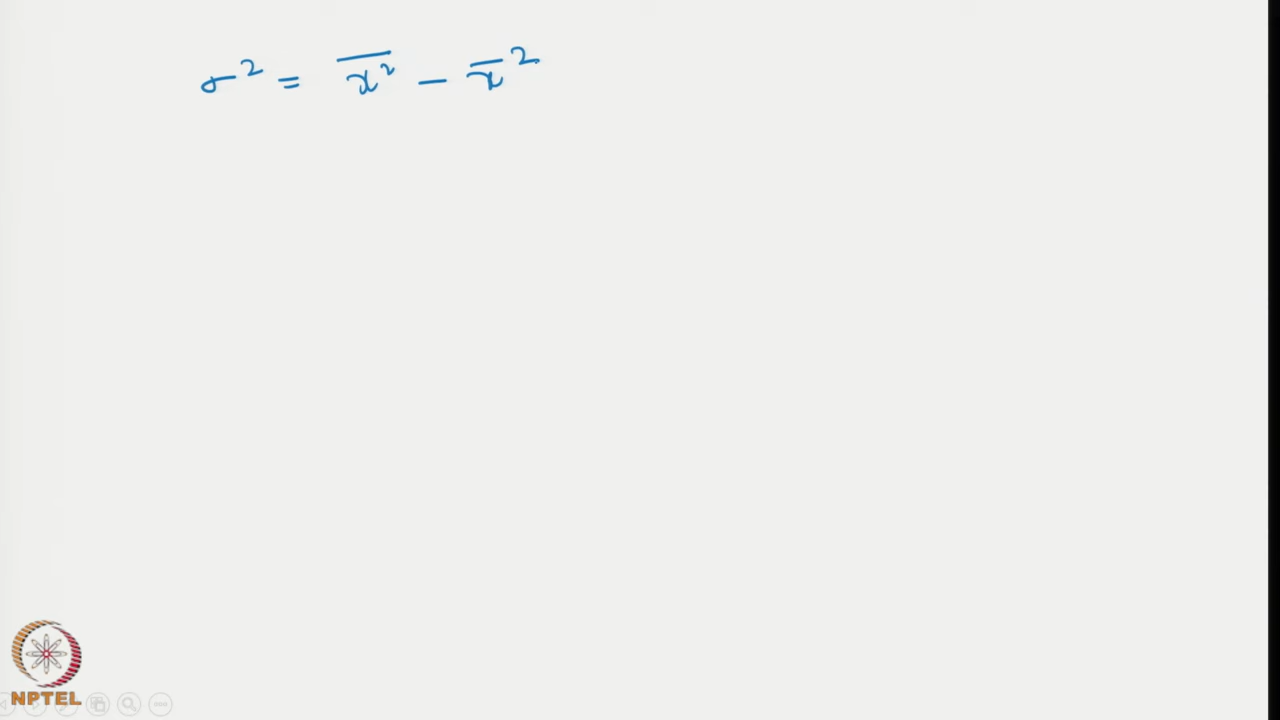 σ² = x̅² - x̅²
NPTEL